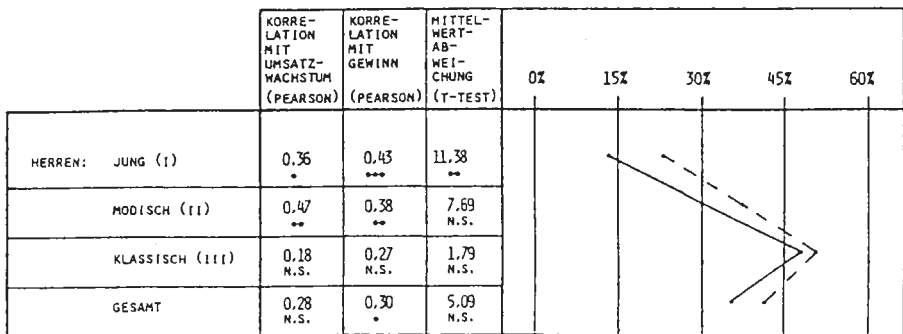 KORRE-
LATION
MIT
UMSATZ-
WACHSTUM
(PEARSON)
KORRE-
LATION
MIT
GEWINN
(PEARSON)
MITTEL-
WERT-
AB-
WEI-
CHUNG
(T-TEST)
0% 15% 30% 45% 60%
HERREN: JUNG (I) 0.36 0.43 11.38
* *** **
MODISCH (II) 0.47 0.38 7.69
** ** N.S.
KLASSISCH (III) 0.18 0.27 1.79
N.S. N.S. N.S.
GESAMT 0.28 0.30 5.09
N.S. * N.S.